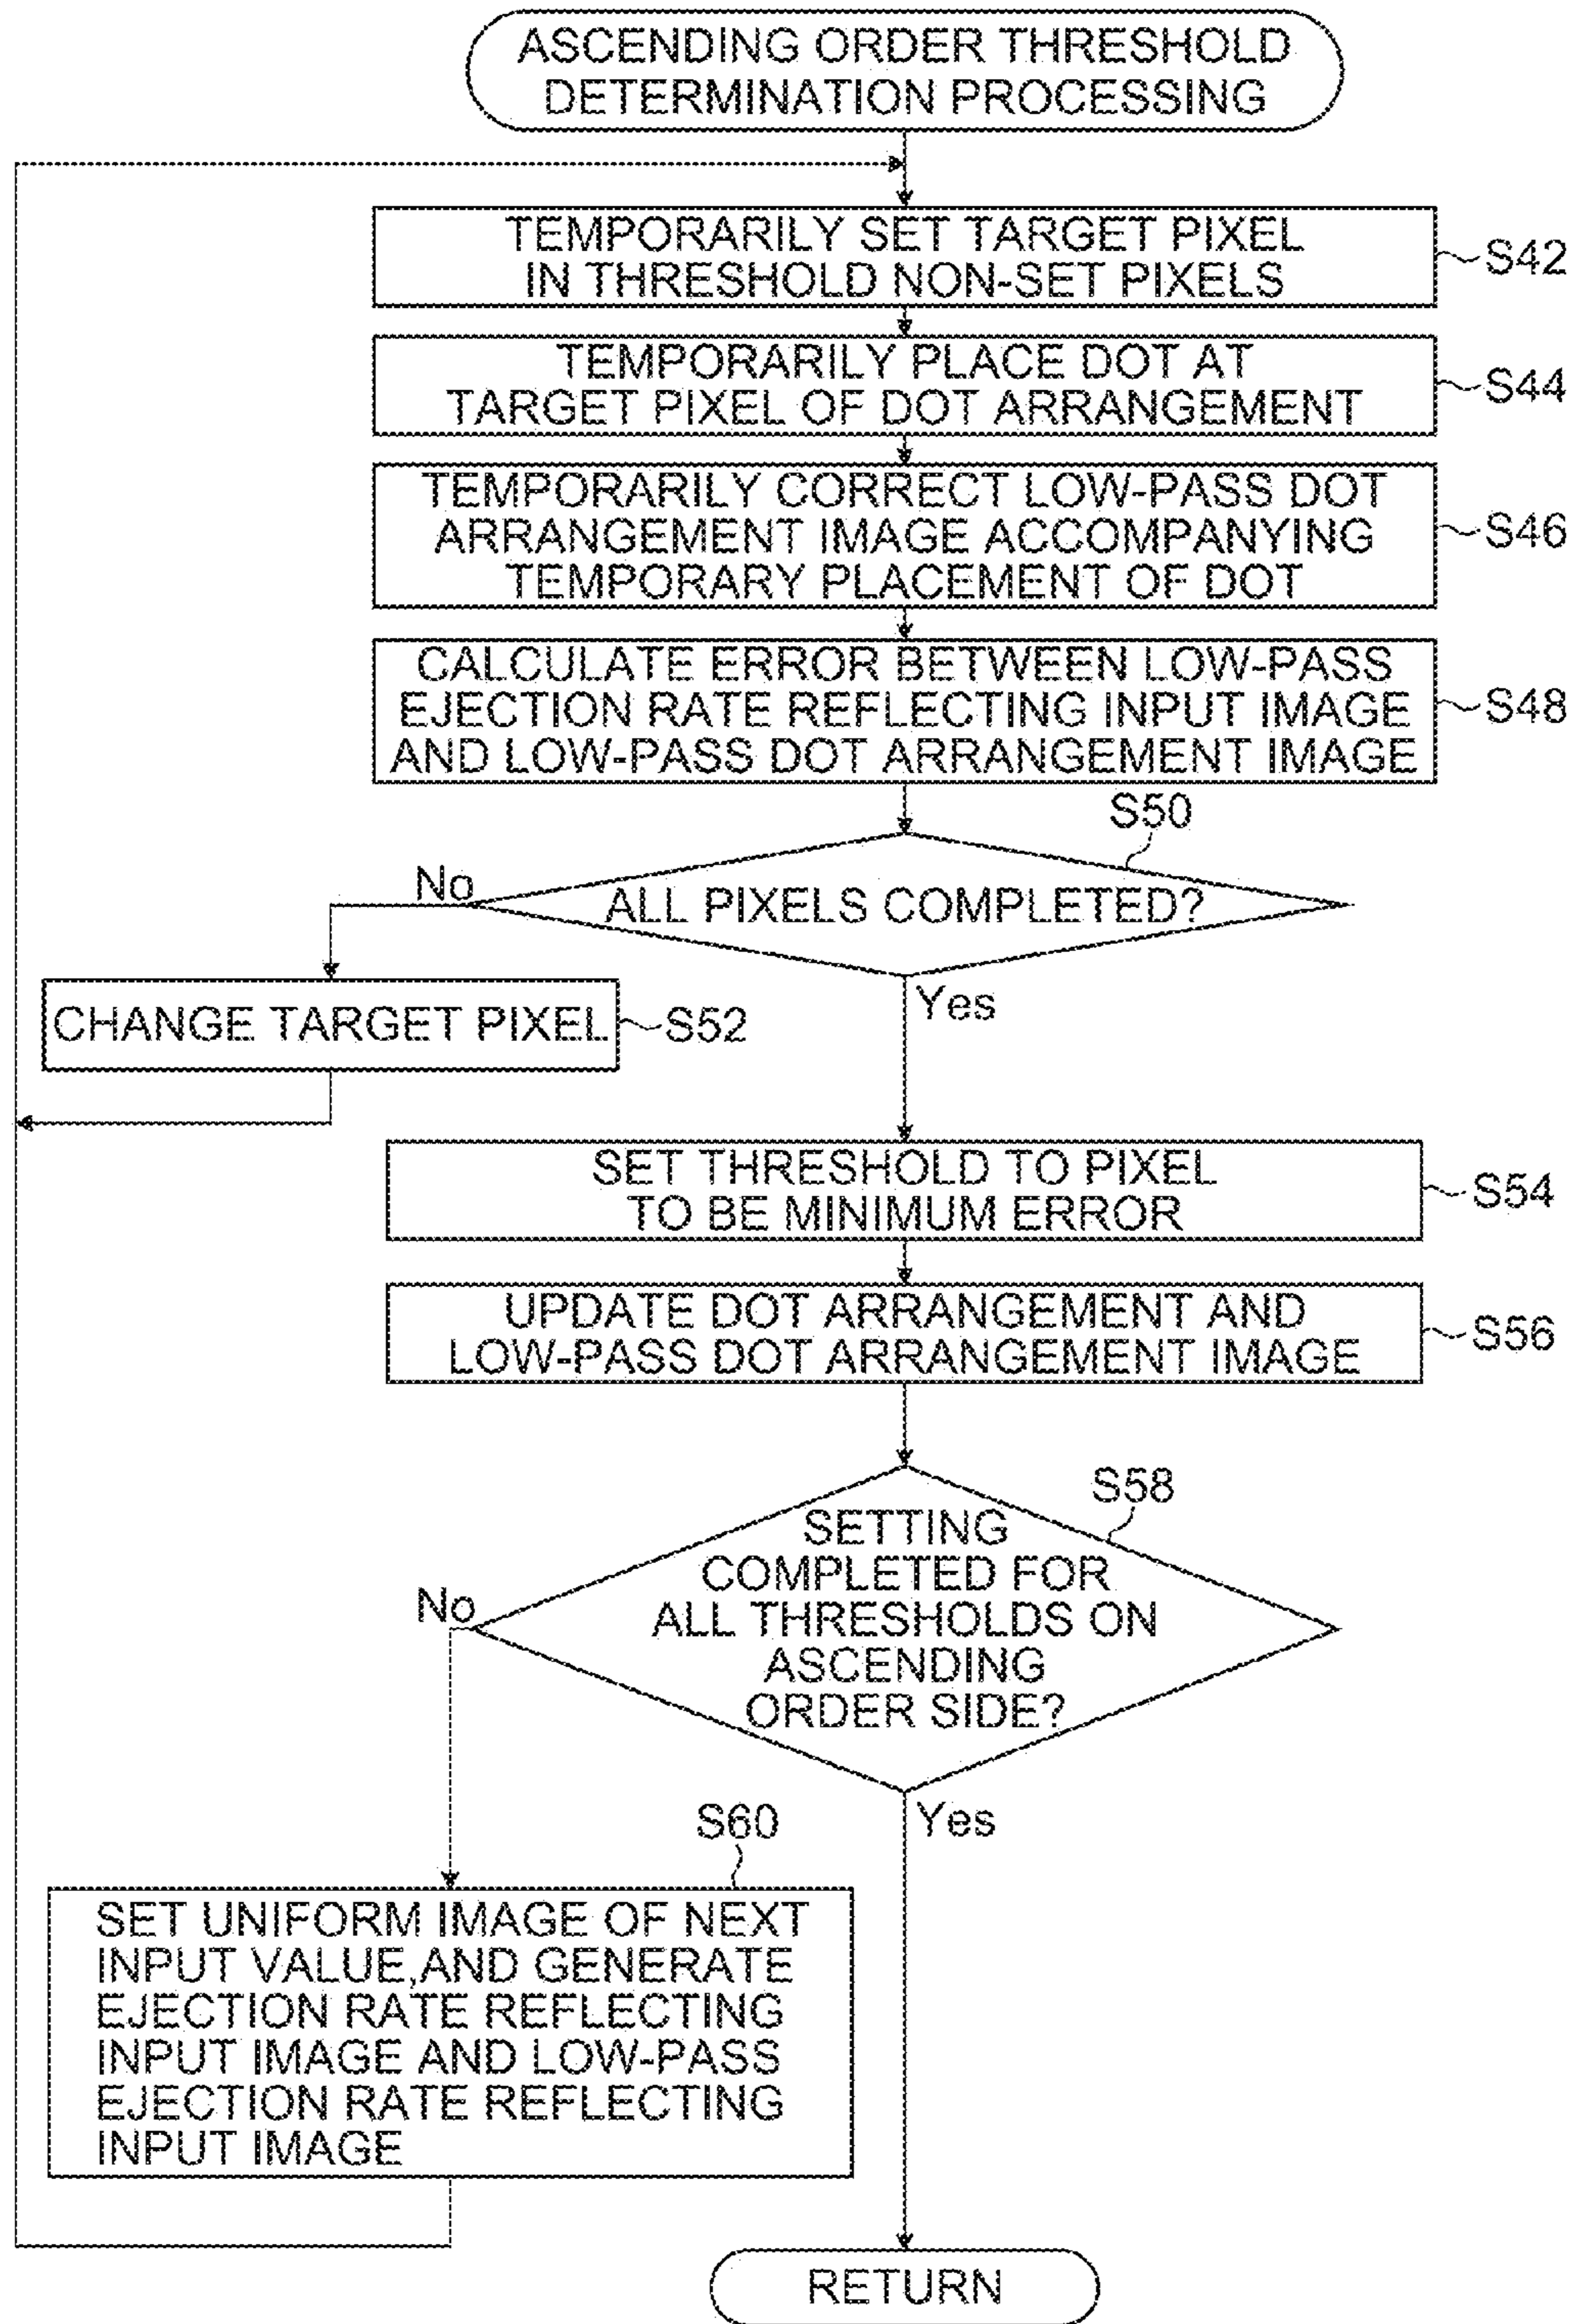 ASCENDING ORDER THRESHOLD
DETERMINATION PROCESSING
TEMPORARILY SET TARGET PIXEL
IN THRESHOLD NON-SET PIXELS
S42
TEMPORARILY PLACE DOT AT
TARGET PIXEL OF DOT ARRANGEMENT
S44
TEMPORARILY CORRECT LOW-PASS DOT
ARRANGEMENT IMAGE ACCOMPANYING
TEMPORARY PLACEMENT OF DOT
S46
CALCULATE ERROR BETWEEN LOW-PASS
EJECTION RATE REFLECTING INPUT IMAGE
AND LOW-PASS DOT ARRANGEMENT IMAGE
S48
S50
No
ALL PIXELS COMPLETED?
Yes
CHANGE TARGET PIXEL
S52
SET THRESHOLD TO PIXEL
TO BE MINIMUM ERROR
S54
UPDATE DOT ARRANGEMENT AND
LOW-PASS DOT ARRANGEMENT IMAGE
S56
S58
SETTING
COMPLETED FOR
ALL THRESHOLDS ON
ASCENDING
ORDER SIDE?
No
Yes
S60
SET UNIFORM IMAGE OF NEXT
INPUT VALUE,AND GENERATE
EJECTION RATE REFLECTING
INPUT IMAGE AND LOW-PASS
EJECTION RATE REFLECTING
INPUT IMAGE
RETURN